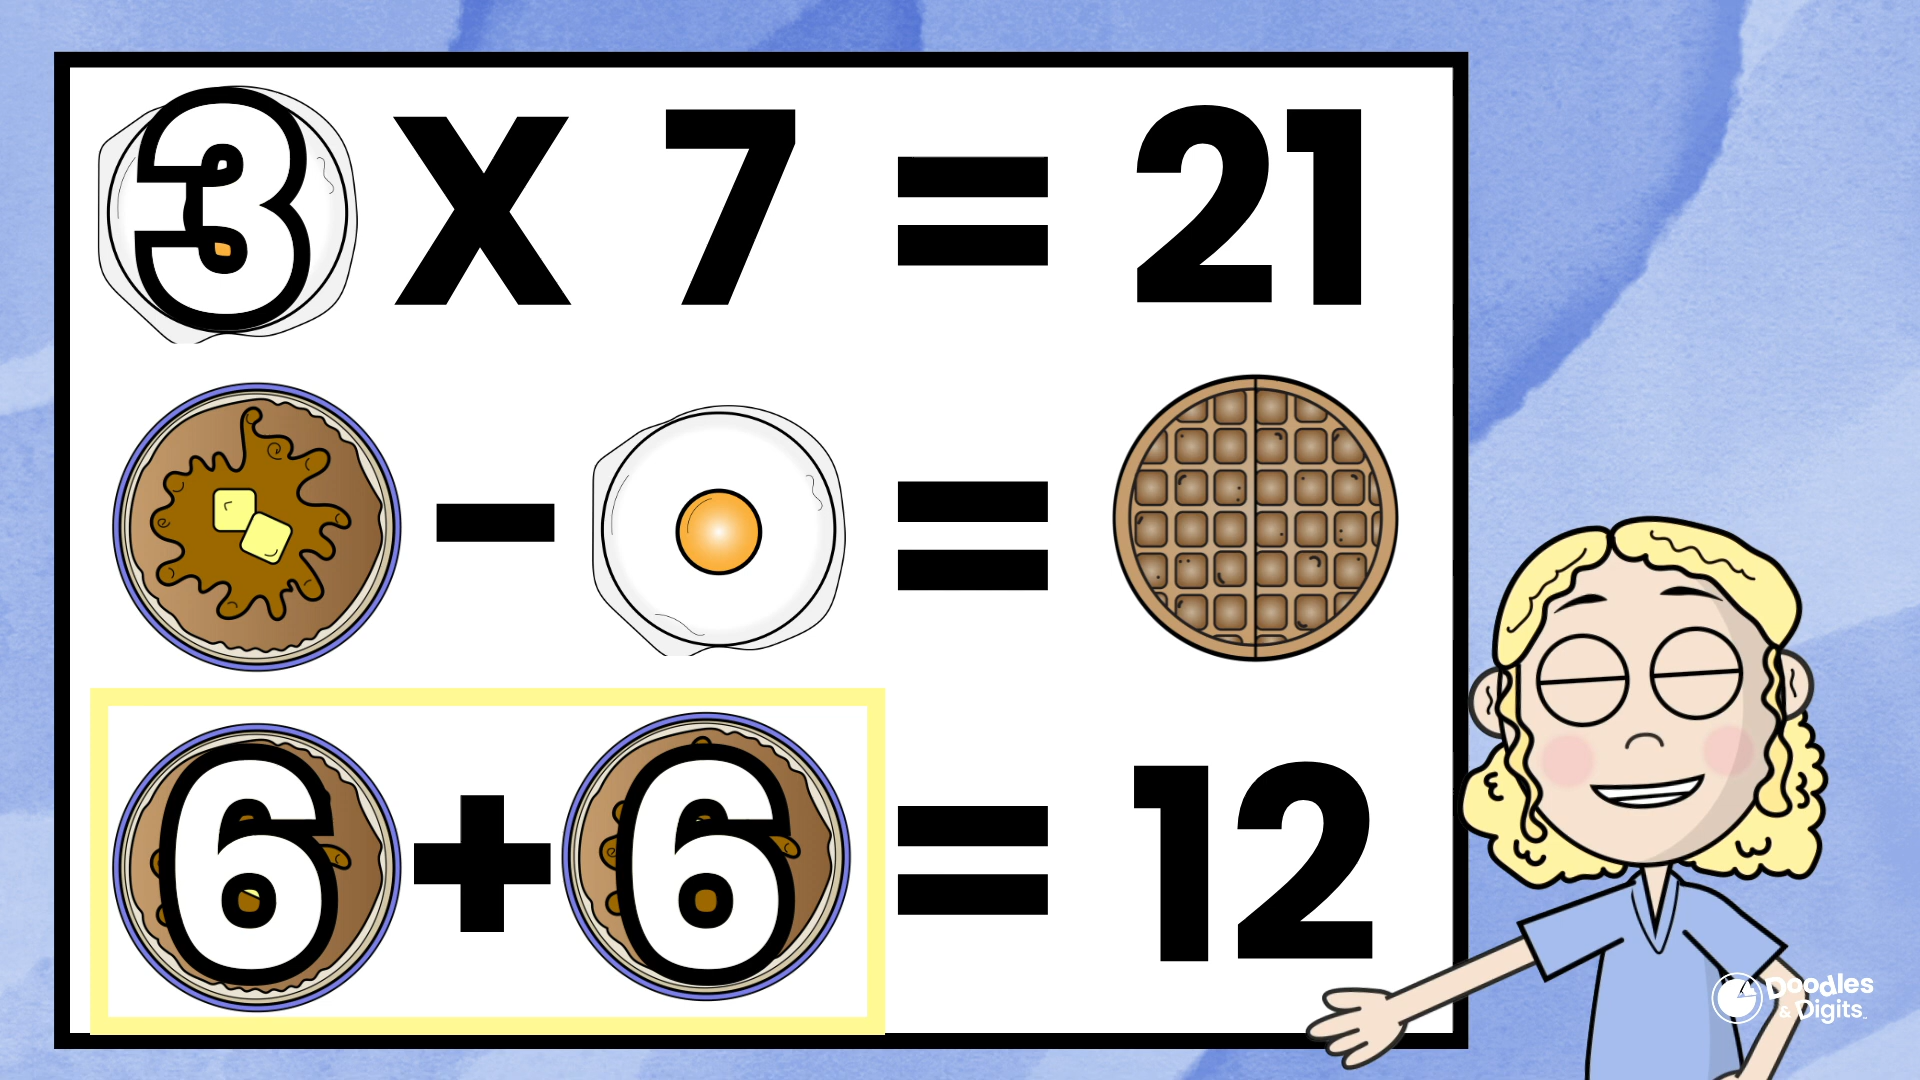 3 X 7 = 21
− =
6 + 6 = 12
Doodles
& Digits